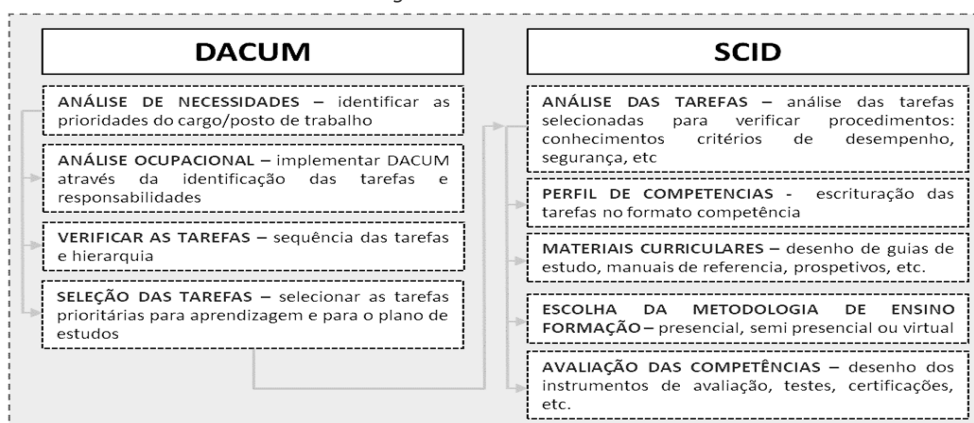 DACUM
ANÁLISE DE NECESSIDADES – identificar as
prioridades do cargo/posto de trabalho
ANÁLISE OCUPACIONAL – implementar DACUM
através da identificação das tarefas e
responsabilidades
VERIFICAR AS TAREFAS – sequência das tarefas
e hierarquia
SELEÇÃO DAS TAREFAS – selecionar as tarefas
prioritárias para aprendizagem e para o plano de
estudos
SCID
ANÁLISE DAS TAREFAS – análise das tarefas
selecionadas para verificar procedimentos:
conhecimentos critérios de desempenho,
segurança, etc
PERFIL DE COMPETENCIAS - escrituração das
tarefas no formato competência
MATERIAIS CURRICULARES – desenho de guias de
estudo, manuais de referencia, prospetivos, etc.
ESCOLHA DA METODOLOGIA DE ENSINO
FORMAÇÃO – presencial, semi presencial ou virtual
AVALIAÇÃO DAS COMPETÊNCIAS – desenho dos
instrumentos de avaliação, testes, certificações,
etc.